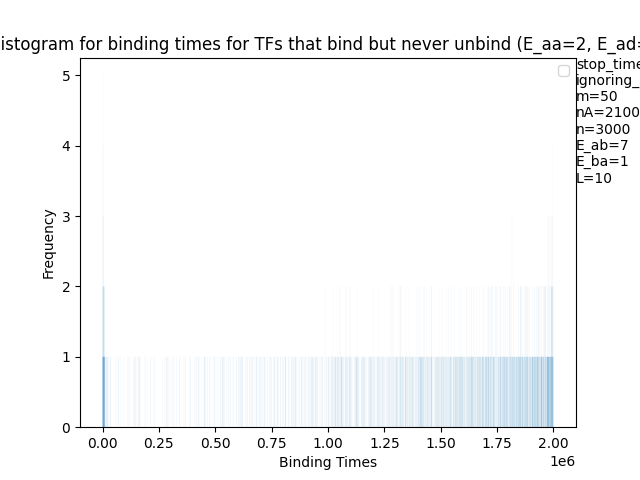 istogram for binding times for TFs that bind but never unbind (E_aa=2, E_ad=
stop_time
ignoring_
m=50
nA=2100
n=3000
E_ab=7
E_ba=1
L=10
Frequency
5
4
3
2
1
0
0.00 0.25 0.50 0.75 1.00 1.25 1.50 1.75 2.00
1e6
Binding Times